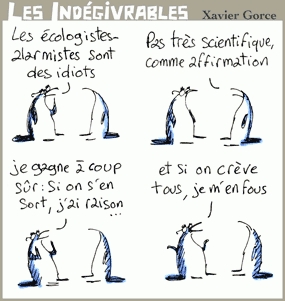 LES INDÉGIVRABLES
Xavier Gorce
Les écologistes-
alarmistes sont
des idiots
Pas très scientifique,
comme affirmation
je gagne à coup
sûr : Si on s'en
sort, j'ai raison
...
et si on crève
tous, je m'en fous